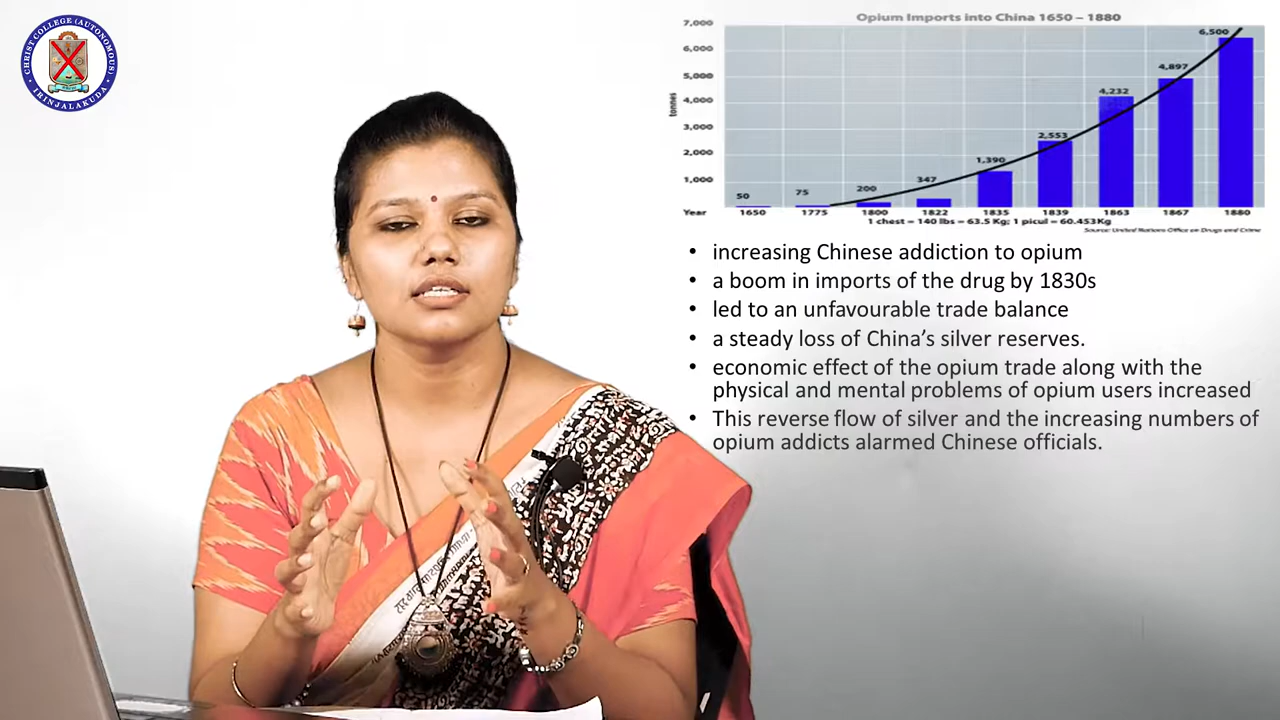 CHRIST COLLEGE (AUTONOMOUS)
IRINJALAKUDA
Opium Imports into China 1650 – 1880
7,000
6,000
5,000
4,000
3,000
2,000
1,000
tonnes
50
75
200
347
1,390
2,553
4,232
4,897
6,500
Year 1650 1775 1800 1822 1835 1839 1863 1867 1880
1 chest = 140 lbs = 63.5 Kg; 1 picul = 60.453Kg
Source: United Nations Office on Drugs and Crime
• increasing Chinese addiction to opium
• a boom in imports of the drug by 1830s
• led to an unfavourable trade balance
• a steady loss of China’s silver reserves.
• economic effect of the opium trade along with the
physical and mental problems of opium users increased
• This reverse flow of silver and the increasing numbers of
opium addicts alarmed Chinese officials.